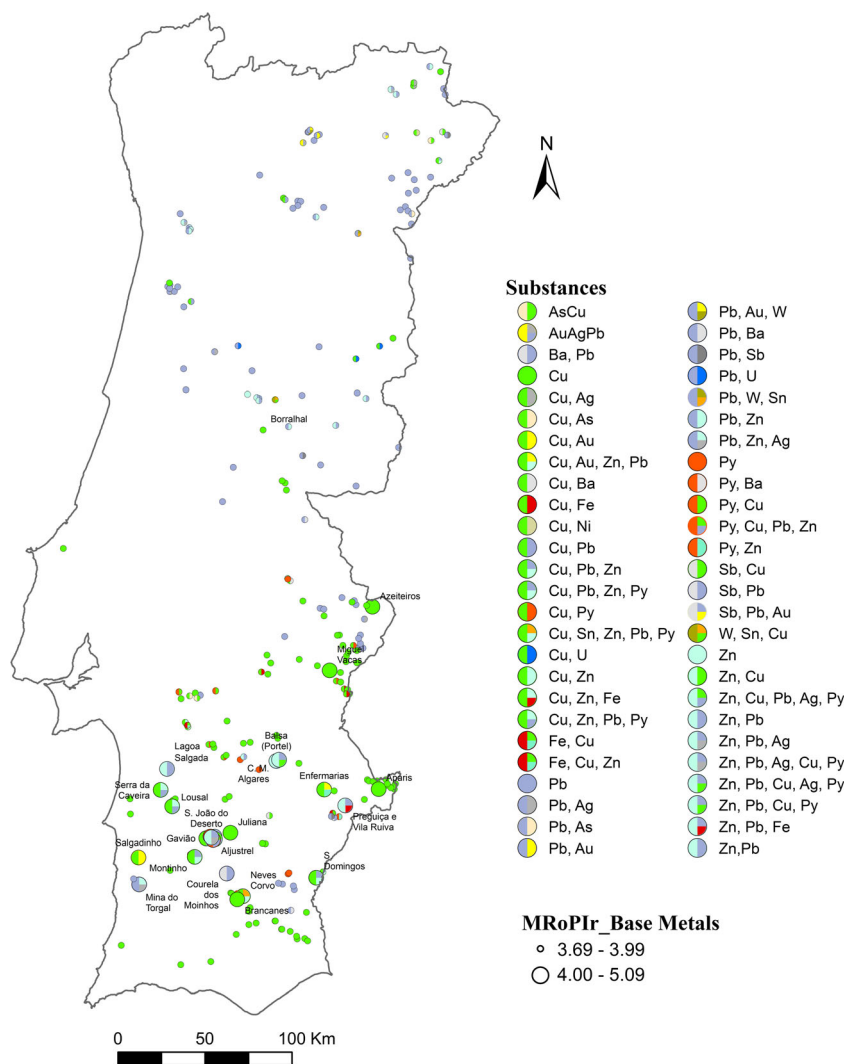 N
Borralhal
Azeiteiros
Miguel
Vacas
Lagoa
Salgada
Balsa
(Portel)
C. M.
Algares
Enfermarias
Aparis
Serra da
Caveira
Lousal
S. João do
Deserto
Juliana
Preguiça e
Vila Ruiva
Gavião
Aljustrel
Salgadinho
Montinho
S.
Domingos
Neves
Corvo
Courela
dos
Moinhos
Mina do
Torgal
Brancanes
0 50 100 Km
Substances
AsCu
AuAgPb
Ba, Pb
Cu
Cu, Ag
Cu, As
Cu, Au
Cu, Au, Zn, Pb
Cu, Ba
Cu, Fe
Cu, Ni
Cu, Pb
Cu, Pb, Zn
Cu, Pb, Zn, Py
Cu, Py
Cu, Sn, Zn, Pb, Py
Cu, U
Cu, Zn
Cu, Zn, Fe
Cu, Zn, Pb, Py
Fe, Cu
Fe, Cu, Zn
Pb
Pb, Ag
Pb, As
Pb, Au
Pb, Au, W
Pb, Ba
Pb, Sb
Pb, U
Pb, W, Sn
Pb, Zn
Pb, Zn, Ag
Py
Py, Ba
Py, Cu
Py, Cu, Pb, Zn
Py, Zn
Sb, Cu
Sb, Pb
Sb, Pb, Au
W, Sn, Cu
Zn
Zn, Cu
Zn, Cu, Pb, Ag, Py
Zn, Pb
Zn, Pb, Ag
Zn, Pb, Ag, Cu, Py
Zn, Pb, Cu, Ag, Py
Zn, Pb, Cu, Py
Zn, Pb, Fe
Zn,Pb
MRoPIr_Base Metals
3.69 - 3.99
4.00 - 5.09